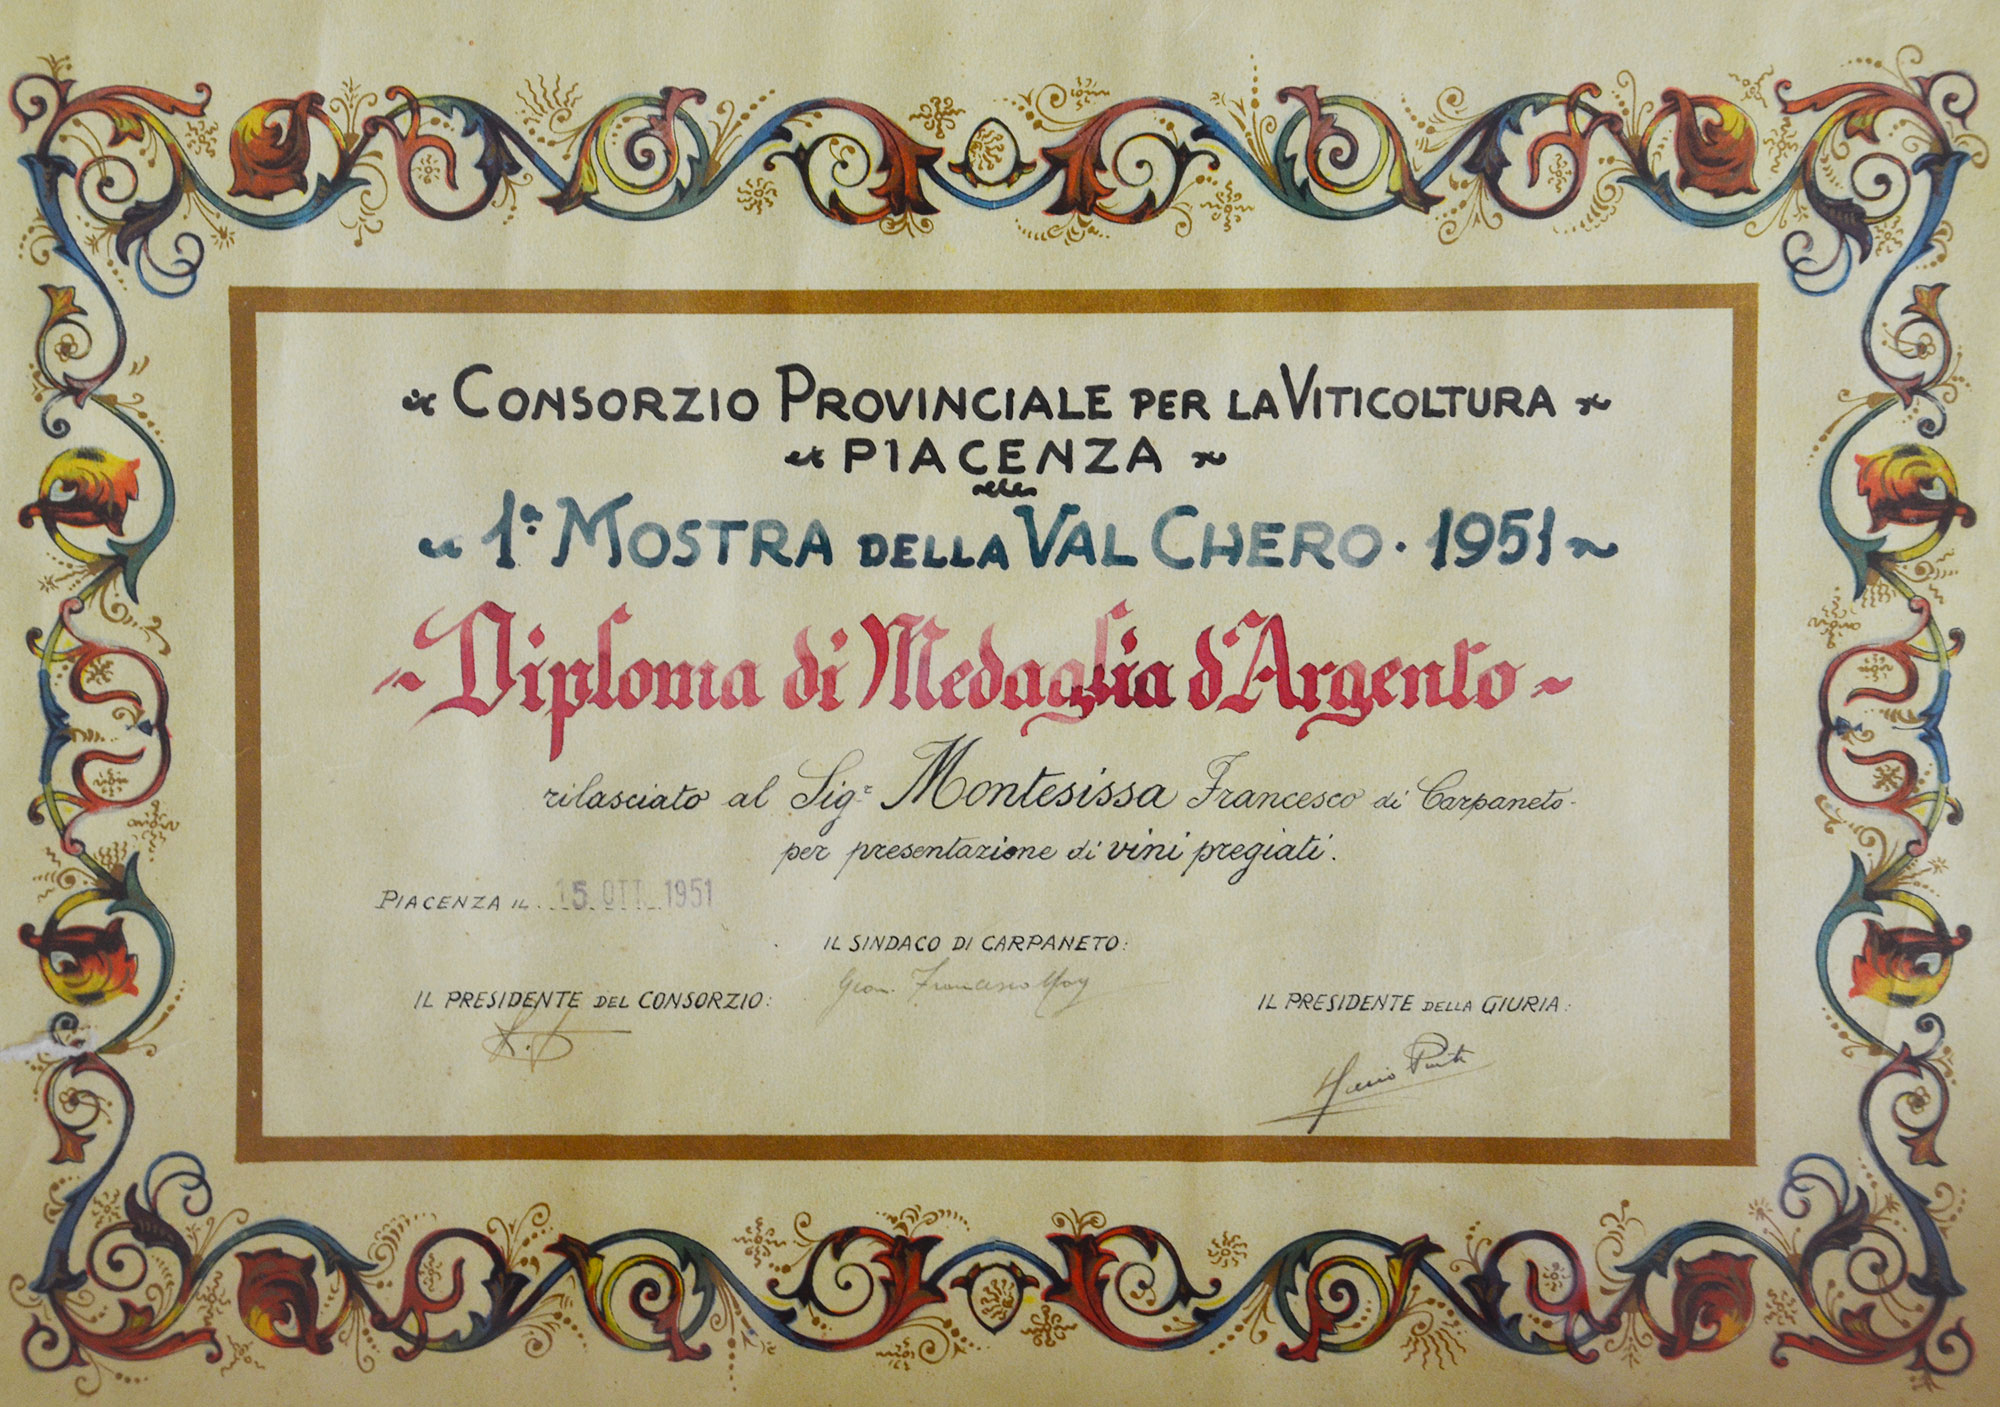 CONSORZIO PROVINCIALE PER LA VITICOLTURA
PIACENZA
1ª MOSTRA DELLA VAL CHERO · 1951
Diploma di Medaglia d'Argento
rilasciato al Sigr Montesissa Francesco di Carpaneto
per presentazione di vini pregiati.
PIACENZA IL 15 OTT. 1951
IL SINDACO DI CARPANETO:
IL PRESIDENTE DEL CONSORZIO:
IL PRESIDENTE DELLA GIURIA: